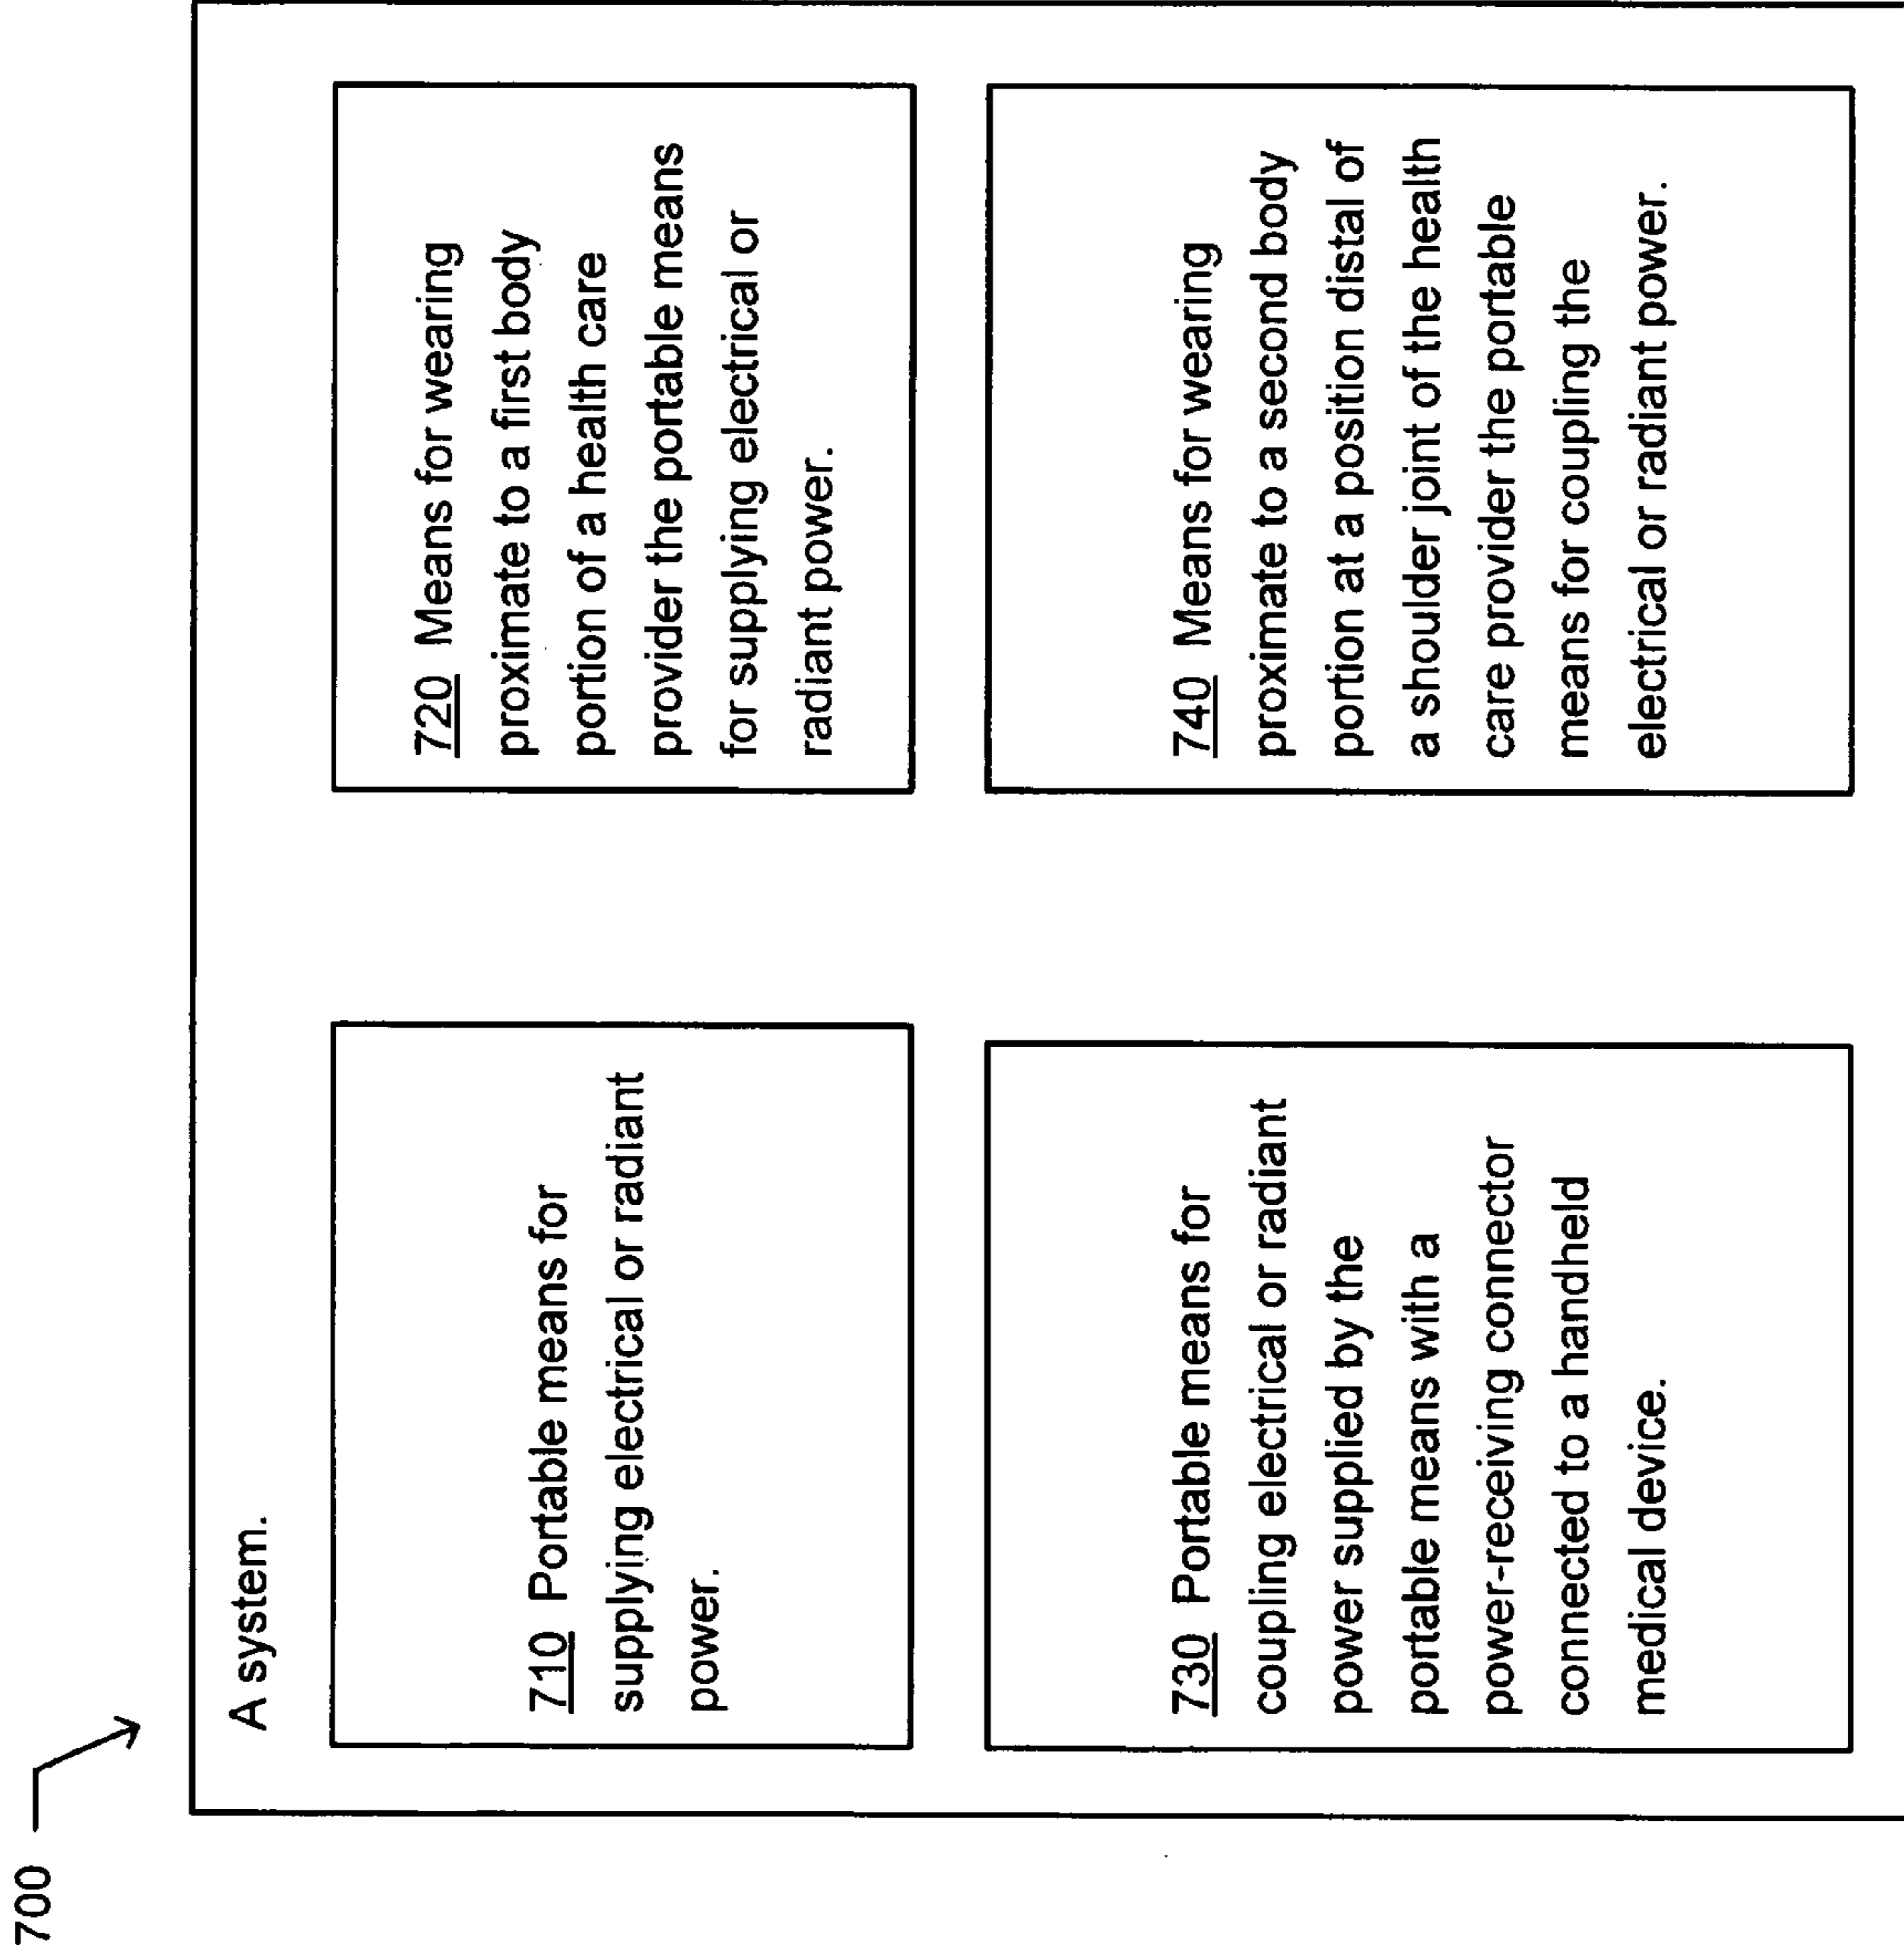 700
A system.
710 Portable means for
supplying electrical or radiant
power.
720 Means for wearing
proximate to a first body
portion of a health care
provider the portable means
for supplying electrical or
radiant power.
730 Portable means for
coupling electrical or radiant
power supplied by the
portable means with a
power-receiving connector
connected to a handheld
medical device.
740 Means for wearing
proximate to a second body
portion at a position distal of
a shoulder joint of the health
care provider the portable
means for coupling the
electrical or radiant power.